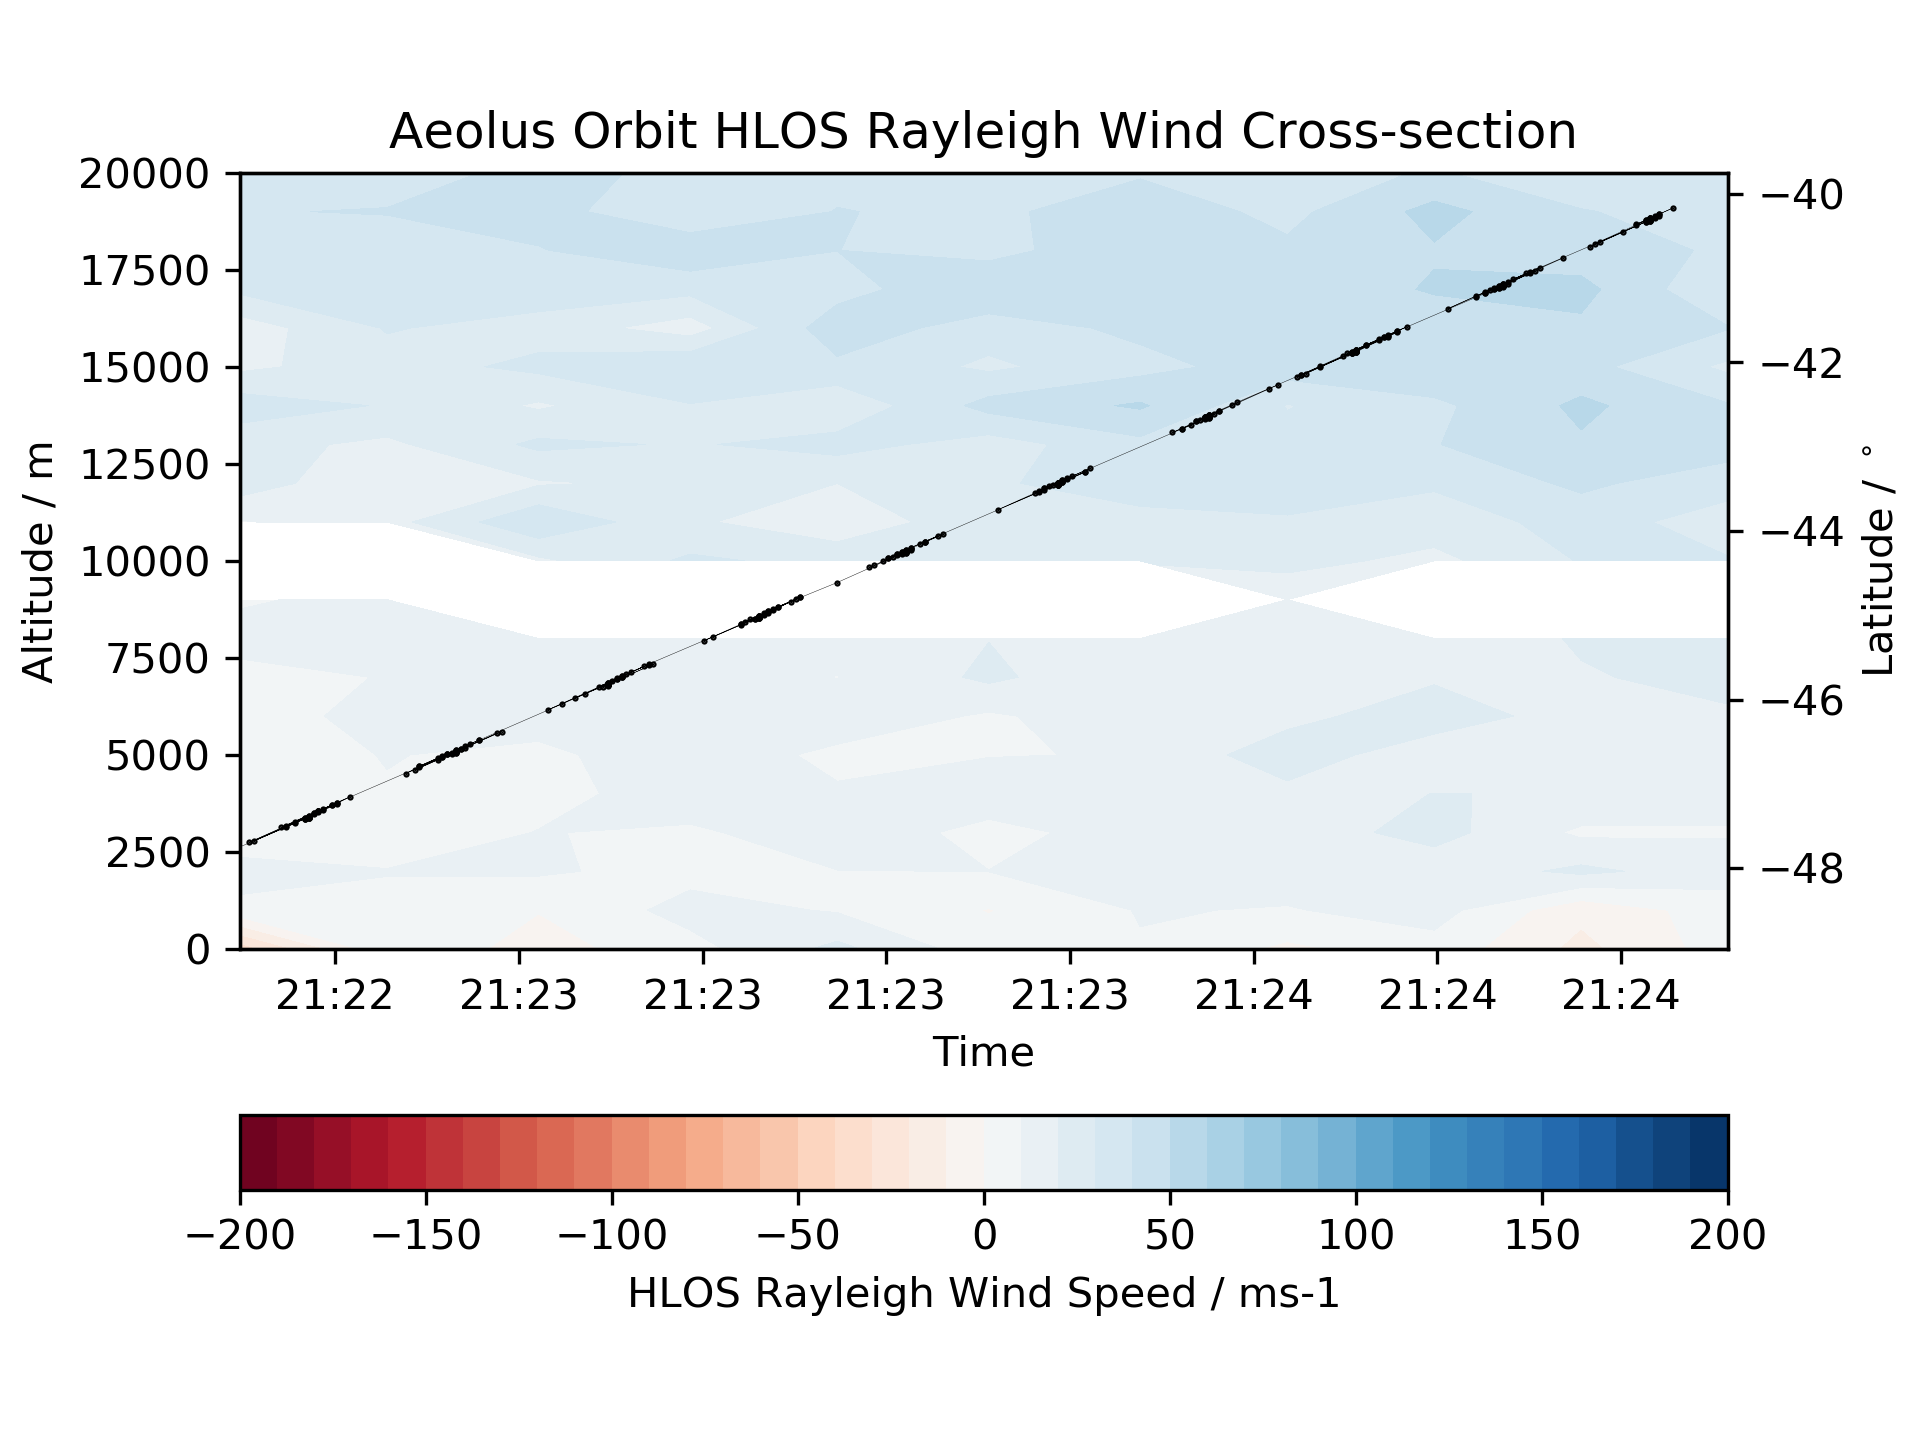 Aeolus Orbit HLOS Rayleigh Wind Cross-section
20000
17500
15000
12500
10000
7500
5000
2500
0
Altitude / m
−40
−42
−44
−46
−48
Latitude / °
21:22 21:23 21:23 21:23 21:23 21:24 21:24 21:24
Time
−200 −150 −100 −50 0 50 100 150 200
HLOS Rayleigh Wind Speed / ms-1